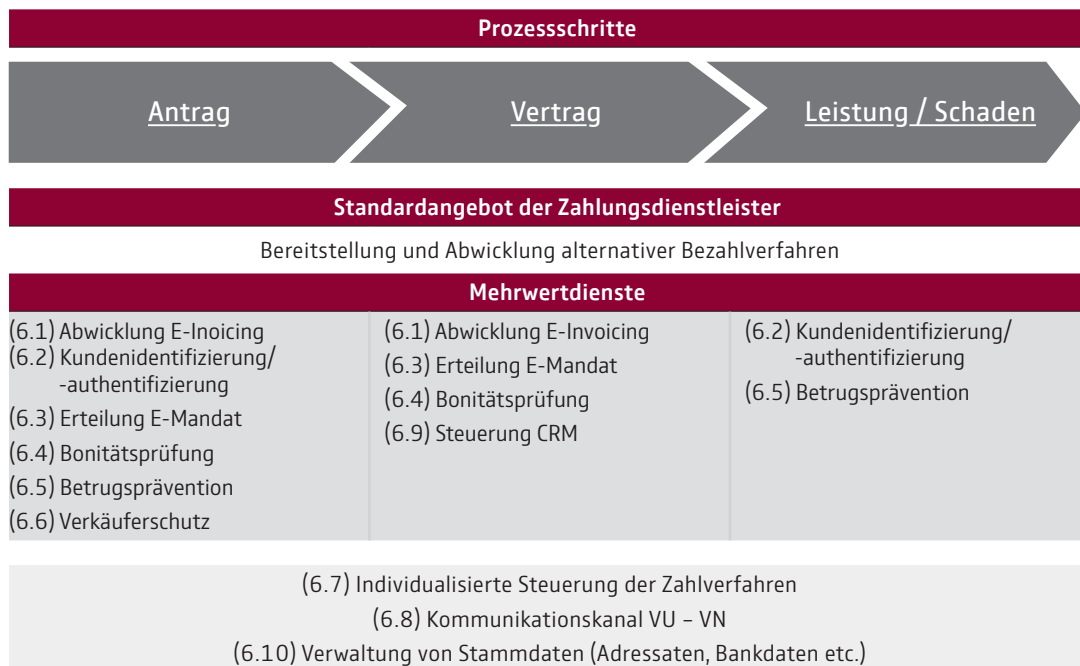 Prozessschritte
Antrag
Vertrag
Leistung / Schaden
Standardangebot der Zahlungsdienstleister
Bereitstellung und Abwicklung alternativer Bezahlverfahren
Mehrwertdienste
(6.1) Abwicklung E-Inoicing
(6.2) Kundenidentifizierung/
-authentifizierung
(6.3) Erteilung E-Mandat
(6.4) Bonitätsprüfung
(6.5) Betrugsprävention
(6.6) Verkäuferschutz
(6.1) Abwicklung E-Invoicing
(6.3) Erteilung E-Mandat
(6.4) Bonitätsprüfung
(6.9) Steuerung CRM
(6.2) Kundenidentifizierung/
-authentifizierung
(6.5) Betrugsprävention
(6.7) Individualisierte Steuerung der Zahlverfahren
(6.8) Kommunikationskanal VU – VN
(6.10) Verwaltung von Stammdaten (Adressaten, Bankdaten etc.)